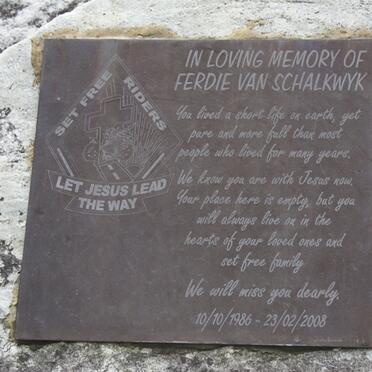 IN LOVING MEMORY OF
FERDIE VAN SCHALKWYK
SET FREE RIDERS
LET JESUS LEAD
THE WAY
You lived a short life on earth, yet
pure and more full than most
people who lived for many years.
We know you are with Jesus now.
Your place here is empty, but you
will always live on in the
hearts of your loved ones and
set free family
We will miss you dearly.
10/10/1986 - 23/02/2008